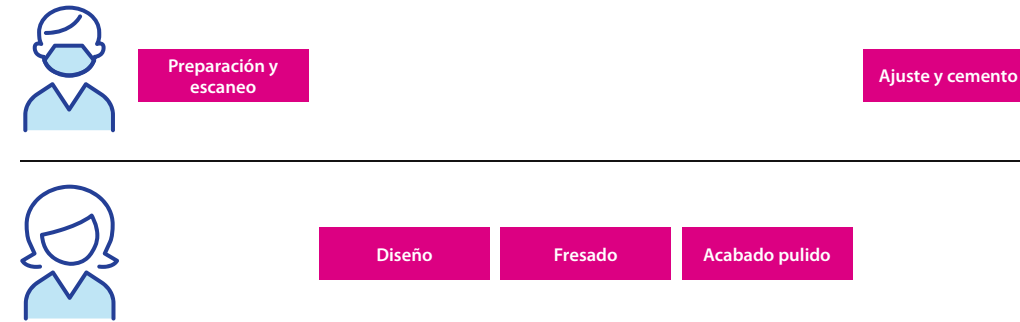 Preparación y
escaneo
Ajuste y cemento
Diseño
Fresado
Acabado pulido